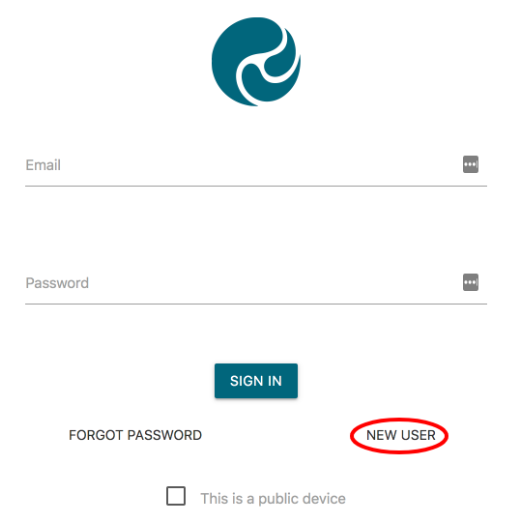 Email
Password
SIGN IN
FORGOT PASSWORD NEW USER
This is a public device